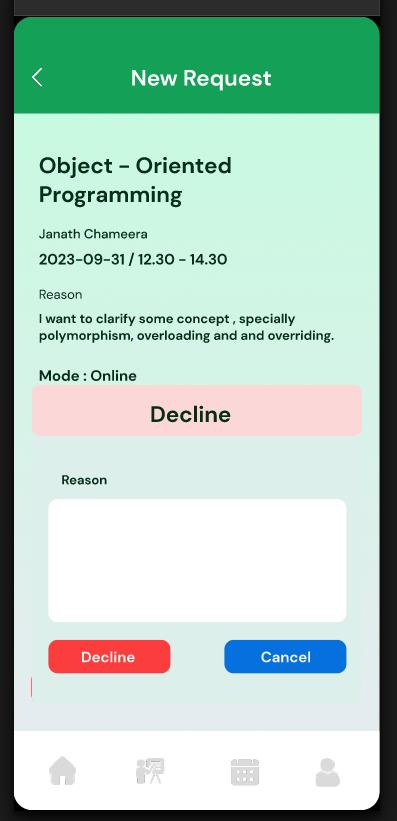 New Request
Object - Oriented
Programming
Janath Chameera
2023-09-31 / 12.30 - 14.30
Reason
I want to clarify some concept , specially
polymorphism, overloading and and overriding.
Mode : Online
Decline
Reason
Decline
Cancel